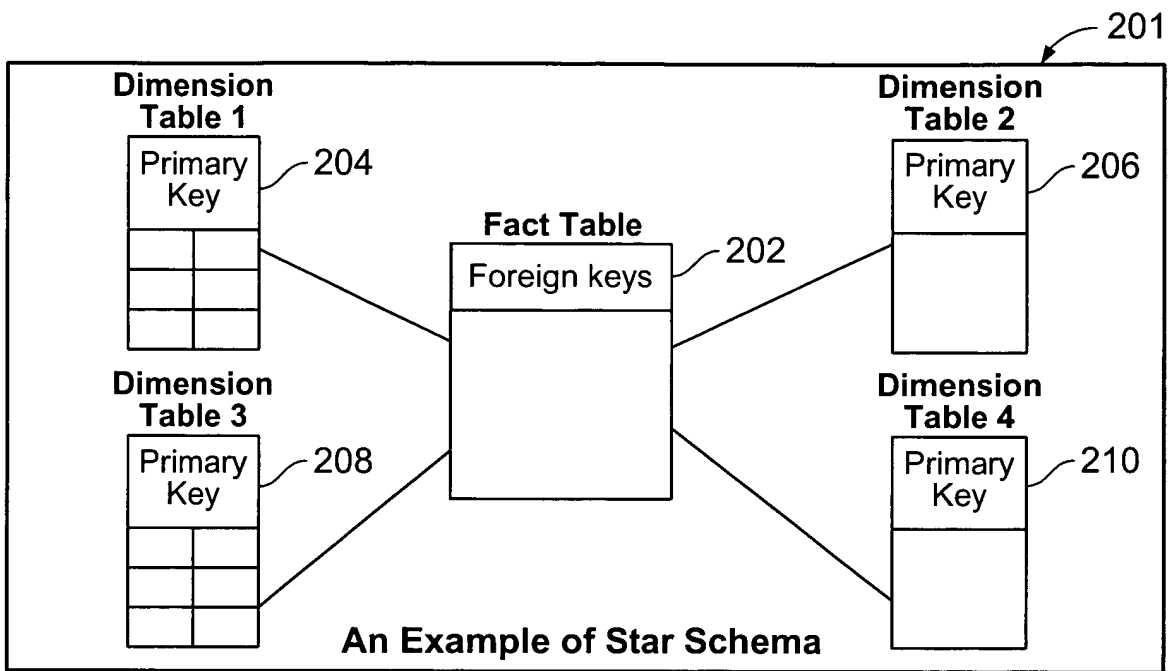 201
Dimension
Table 1
Primary
Key
204
Dimension
Table 2
Primary
Key
206
Fact Table
Foreign keys
202
Dimension
Table 3
Primary
Key
208
Dimension
Table 4
Primary
Key
210
An Example of Star Schema